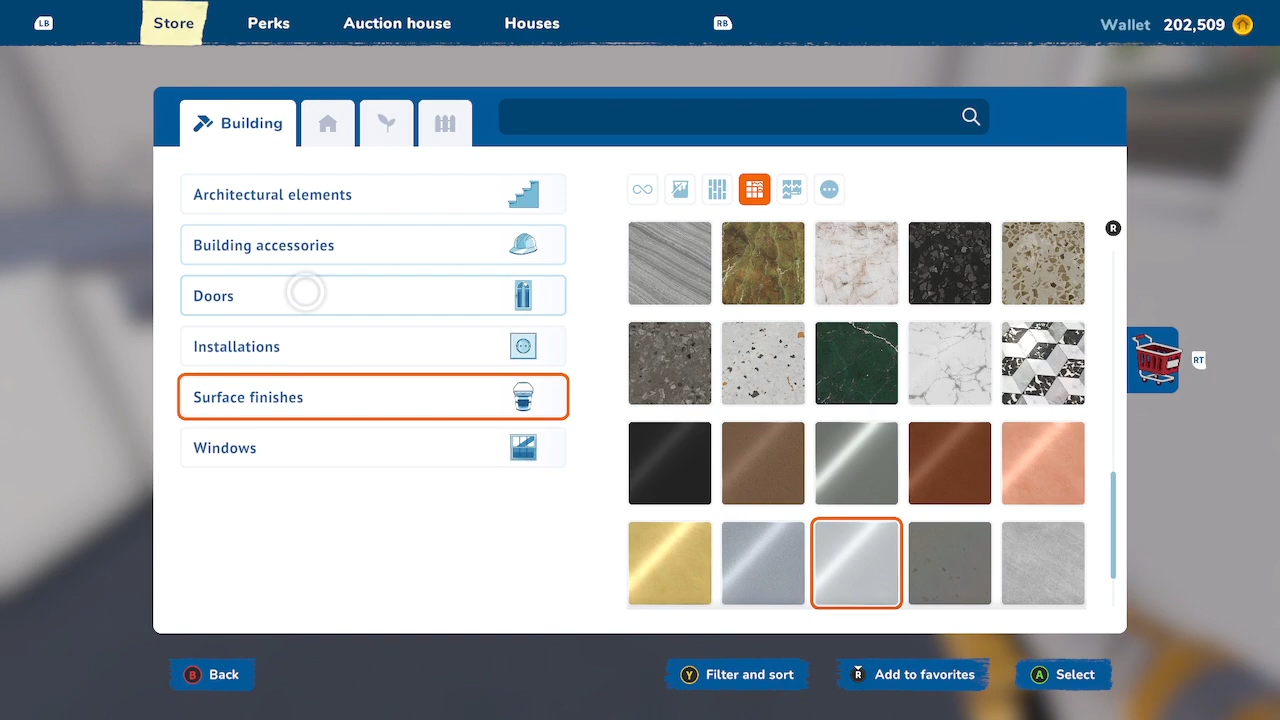 LB Store Perks Auction house Houses RB Wallet 202,509
Building
Architectural elements
Building accessories
Doors
Installations
Surface finishes
Windows
R
RT
B Back
Y Filter and sort
R Add to favorites
A Select